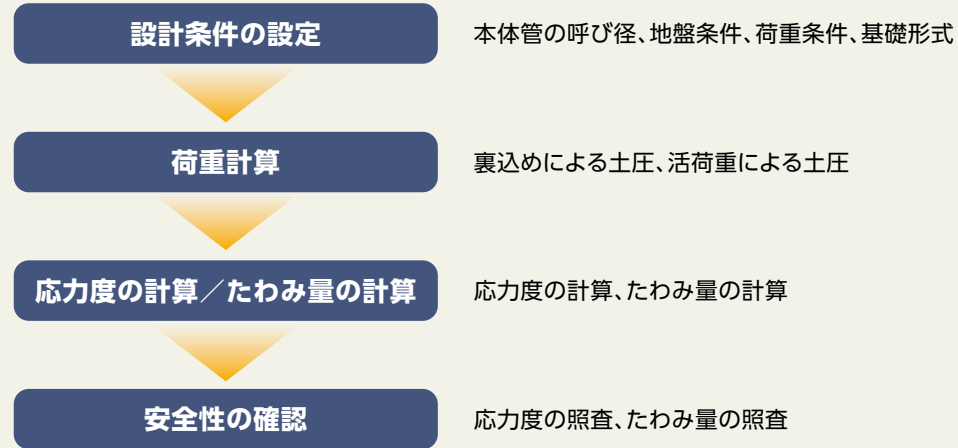 設計条件の設定
本体管の呼び径、地盤条件、荷重条件、基礎形式
荷重計算
裏込めによる土圧、活荷重による土圧
応力度の計算／たわみ量の計算
応力度の計算、たわみ量の計算
安全性の確認
応力度の照査、たわみ量の照査